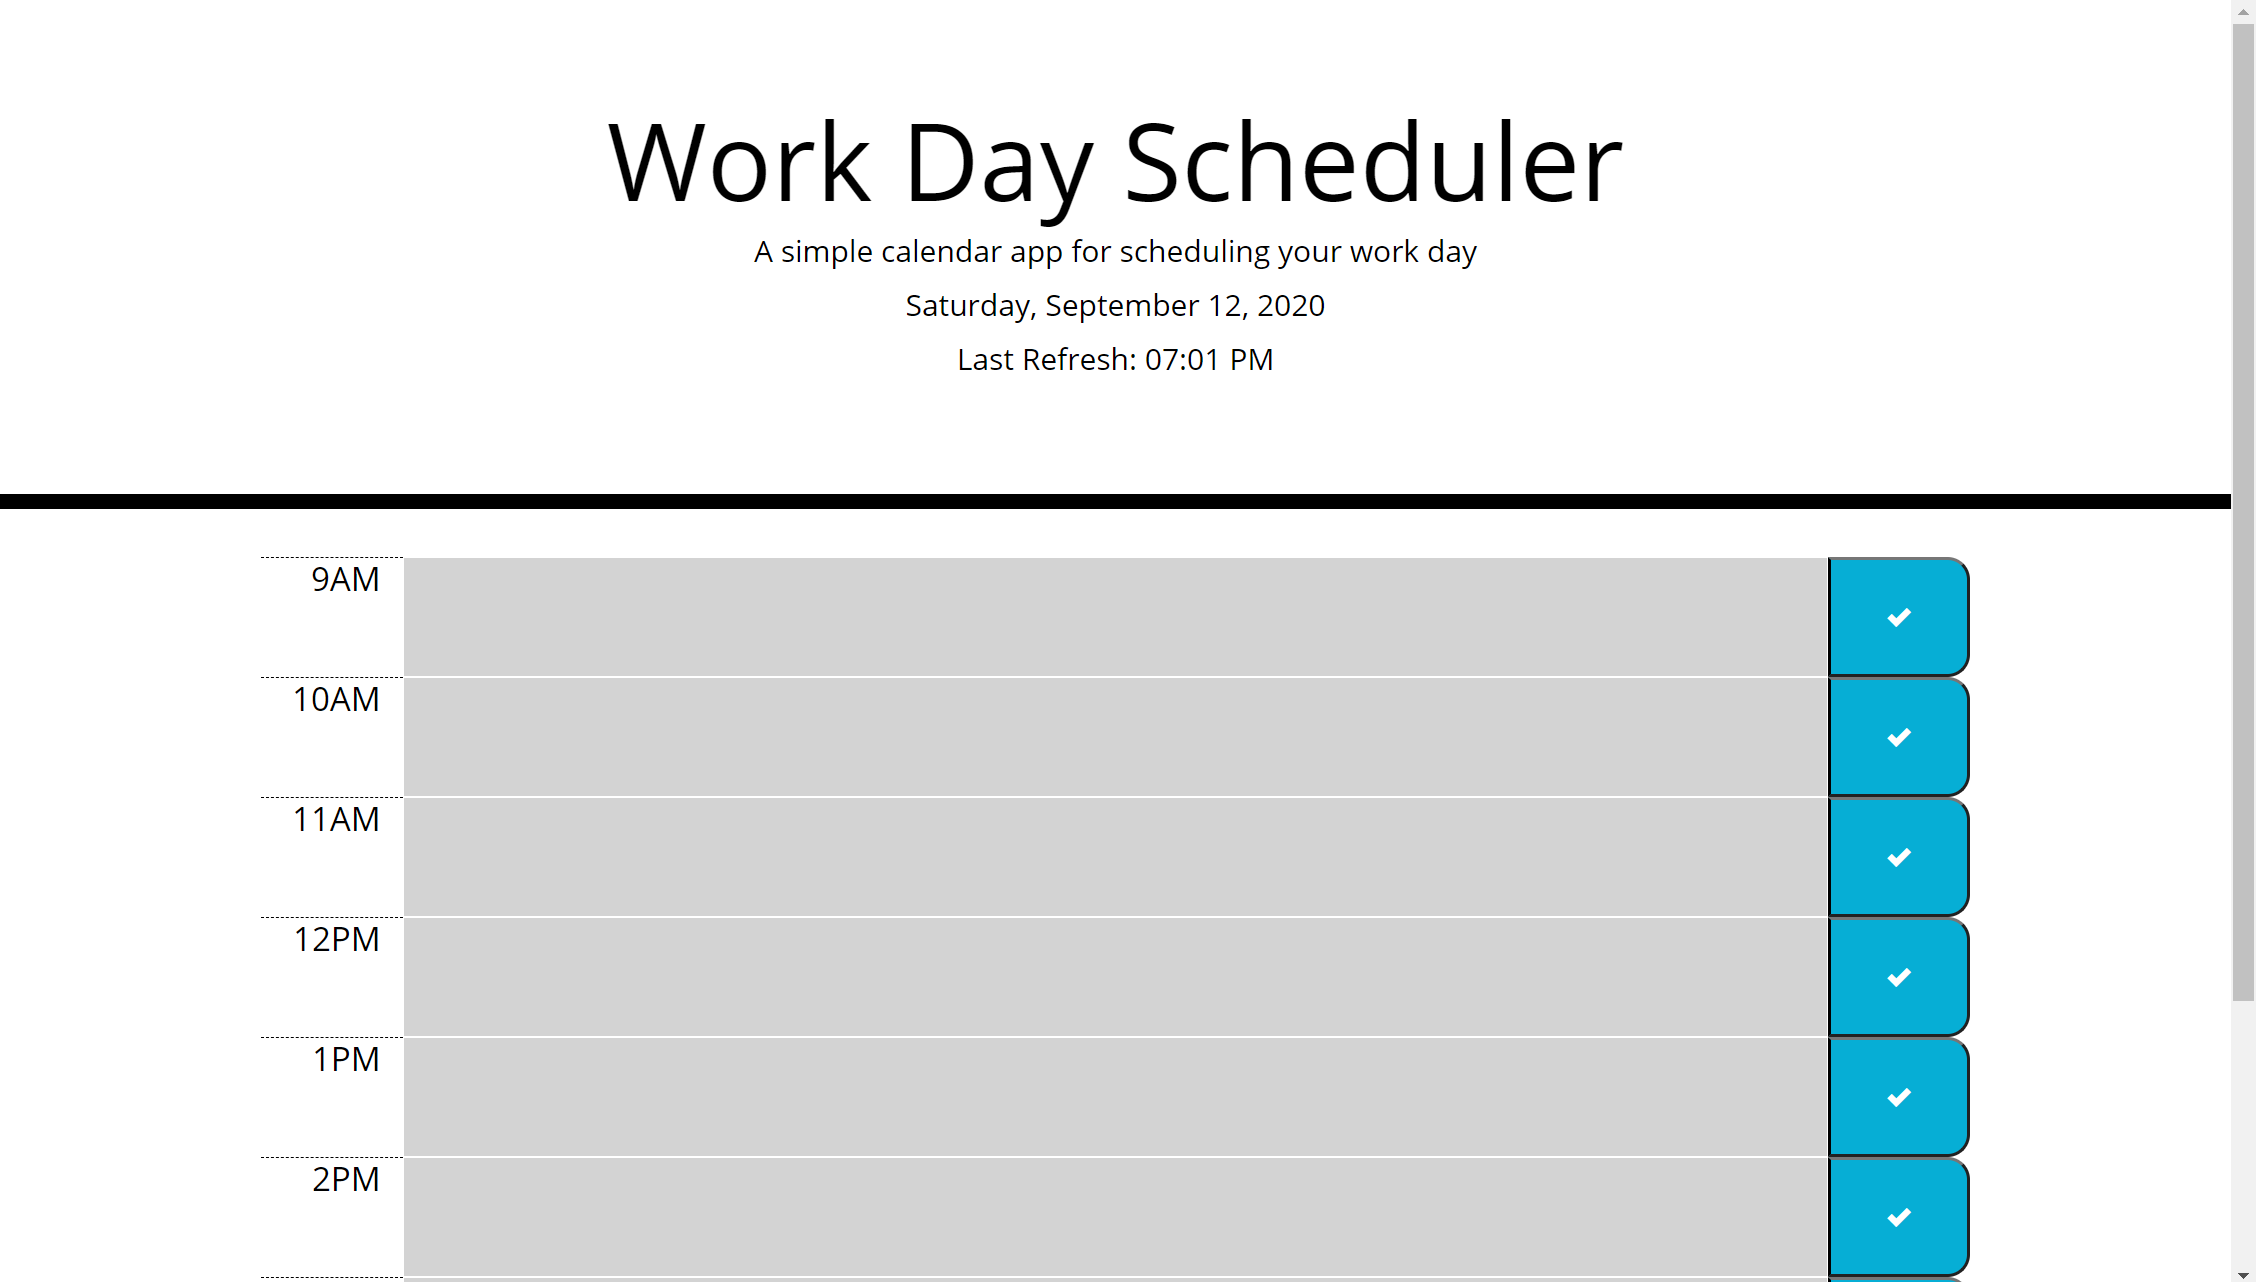 Work Day Scheduler
A simple calendar app for scheduling your work day
Saturday, September 12, 2020
Last Refresh: 07:01 PM
9AM
10AM
11AM
12PM
1PM
2PM